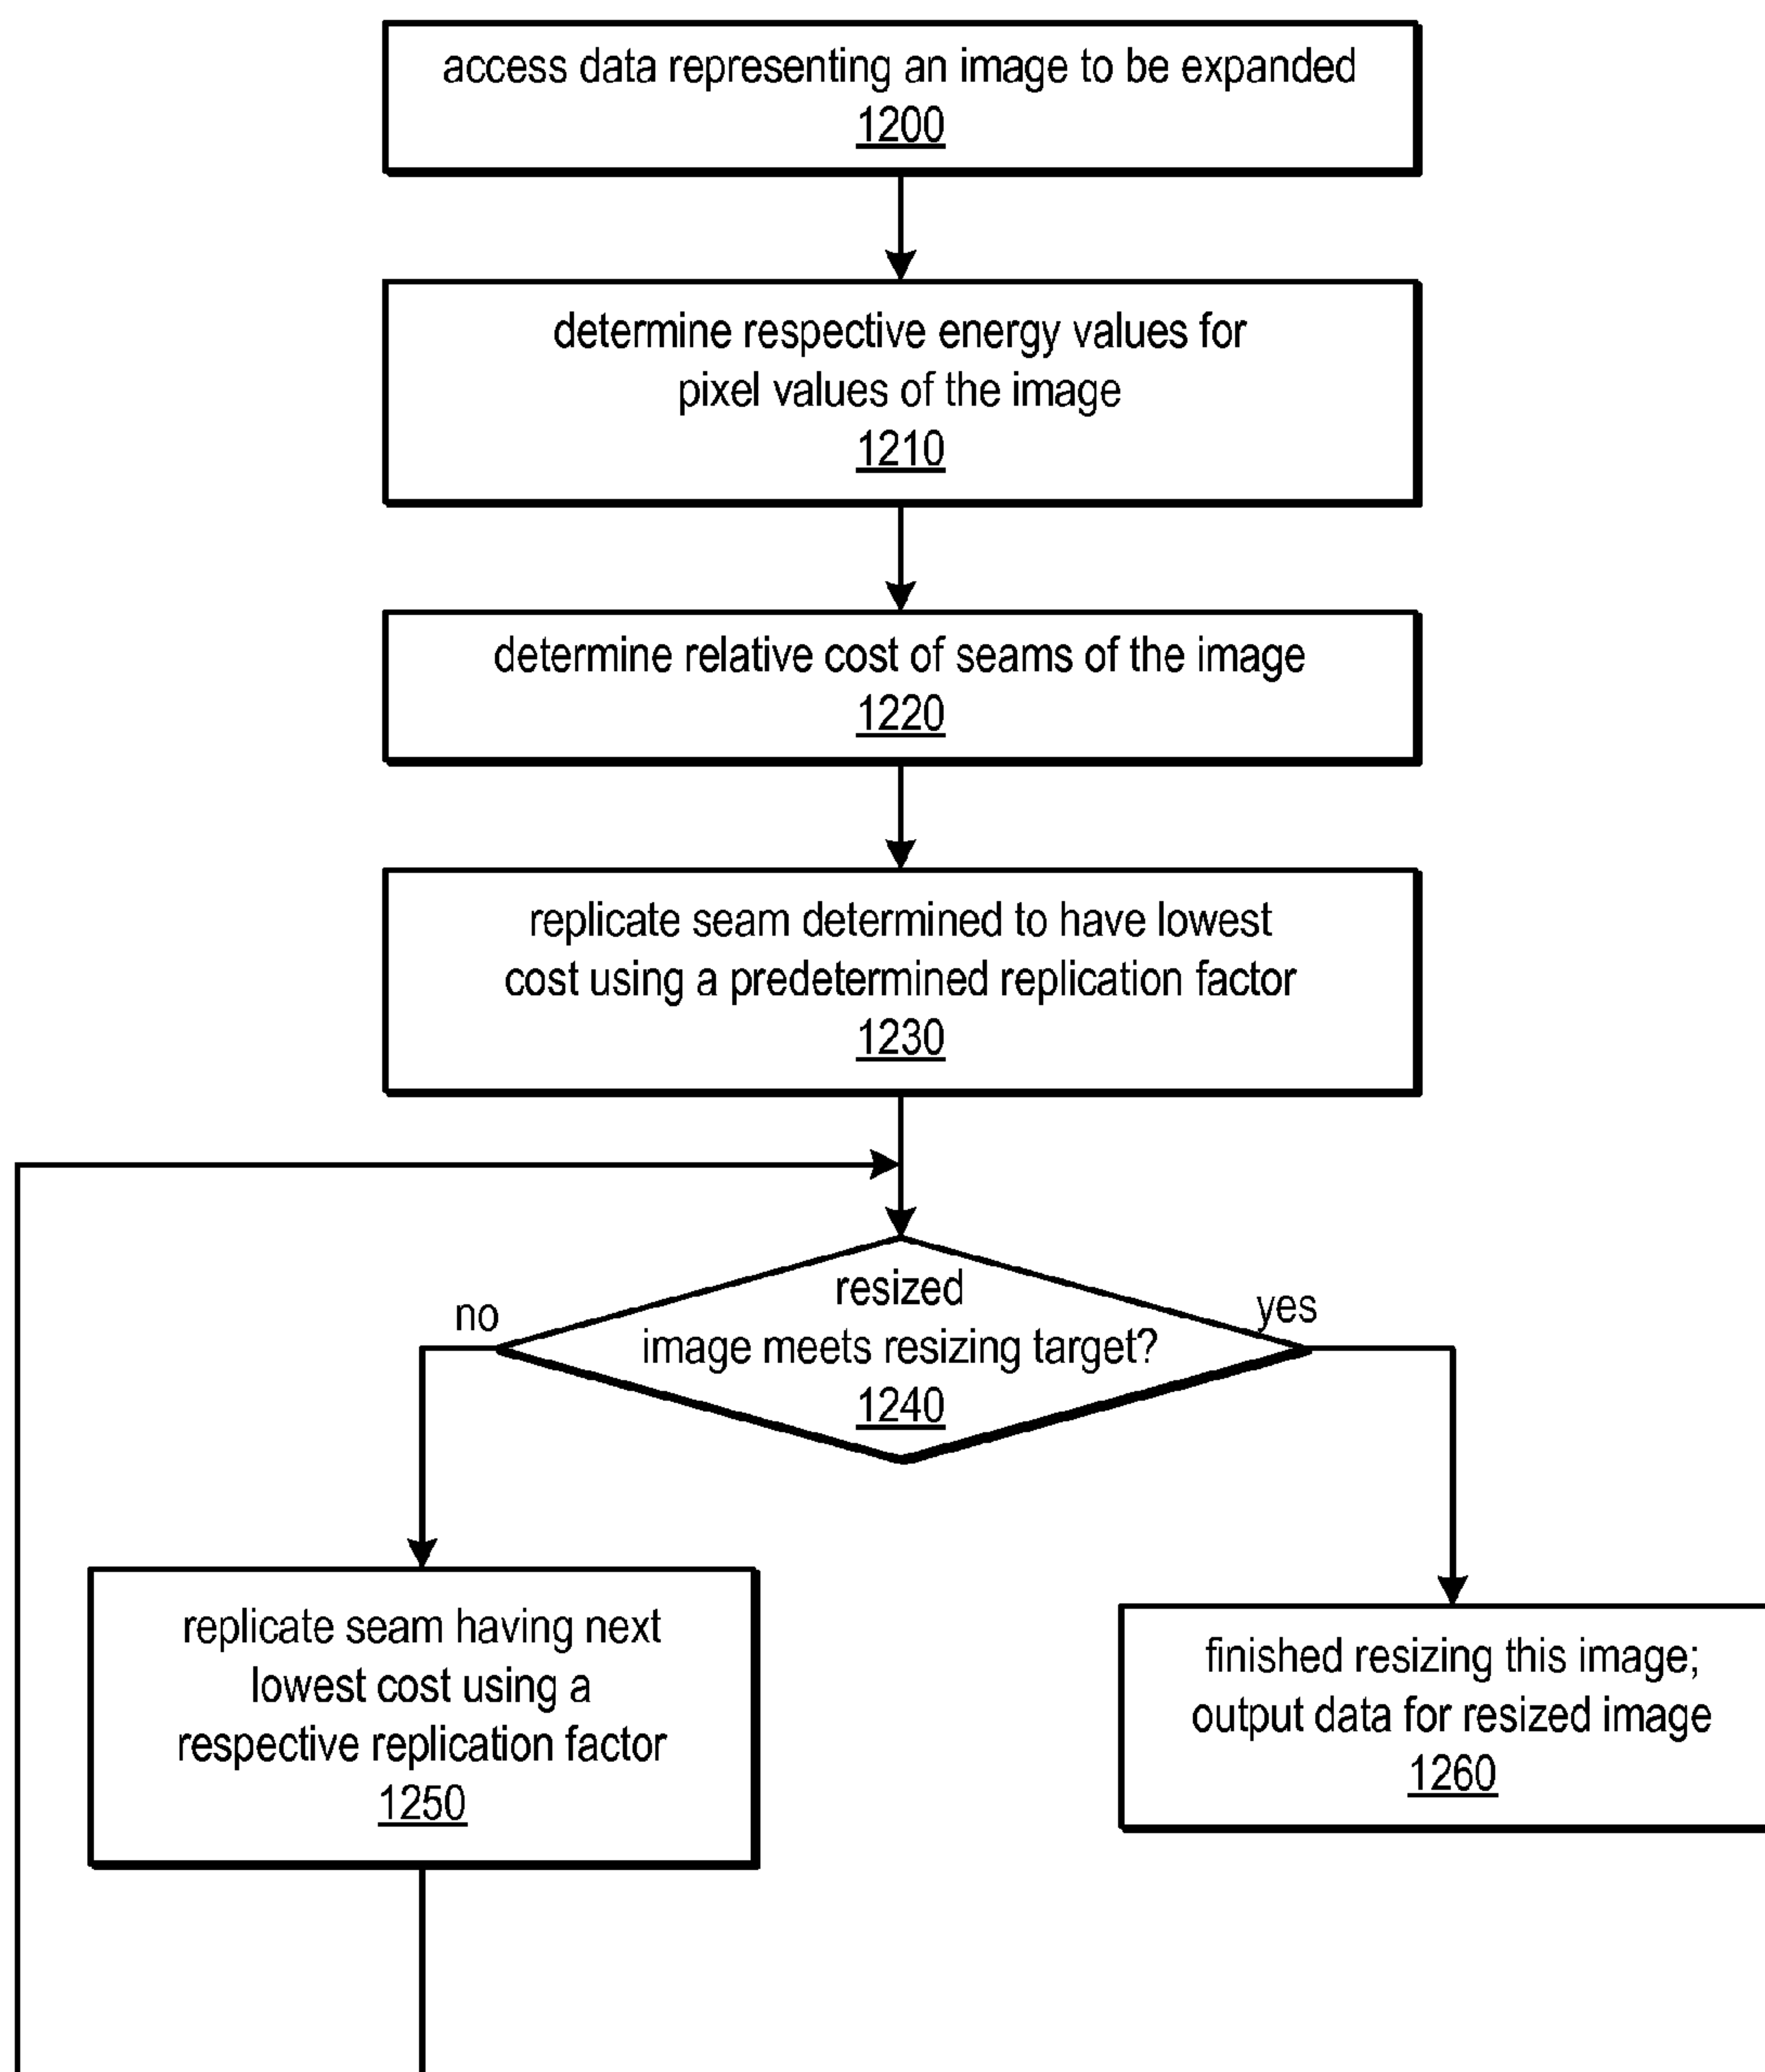 access data representing an image to be expanded
1200
determine respective energy values for
pixel values of the image
1210
determine relative cost of seams of the image
1220
replicate seam determined to have lowest
cost using a predetermined replication factor
1230
resized
image meets resizing target?
1240
no
yes
replicate seam having next
lowest cost using a
respective replication factor
1250
finished resizing this image;
output data for resized image
1260